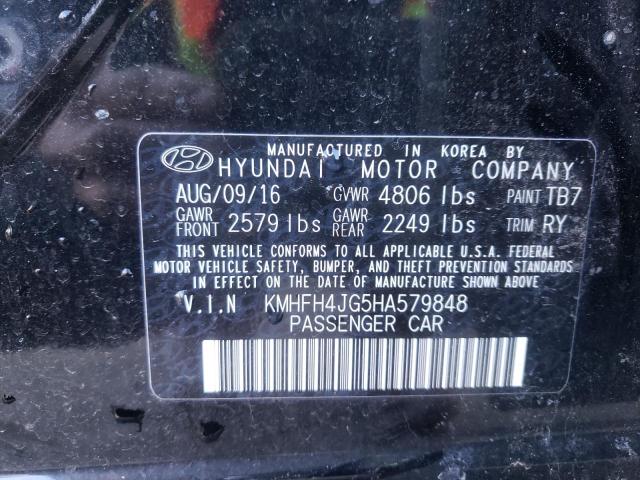 MANUFACTURED IN KOREA BY
HYUNDAI MOTOR COMPANY
AUG/09/16 GVWR 4806 lbs PAINT TB7
GAWR FRONT 2579 lbs GAWR REAR 2249 lbs TRIM RY
THIS VEHICLE CONFORMS TO ALL APPLICABLE U.S.A. FEDERAL
MOTOR VEHICLE SAFETY, BUMPER, AND THEFT PREVENTION STANDARDS
IN EFFECT ON THE DATE OF MANUFACTURE SHOWN ABOVE
V.I.N KMHFH4JG5HA579848
PASSENGER CAR